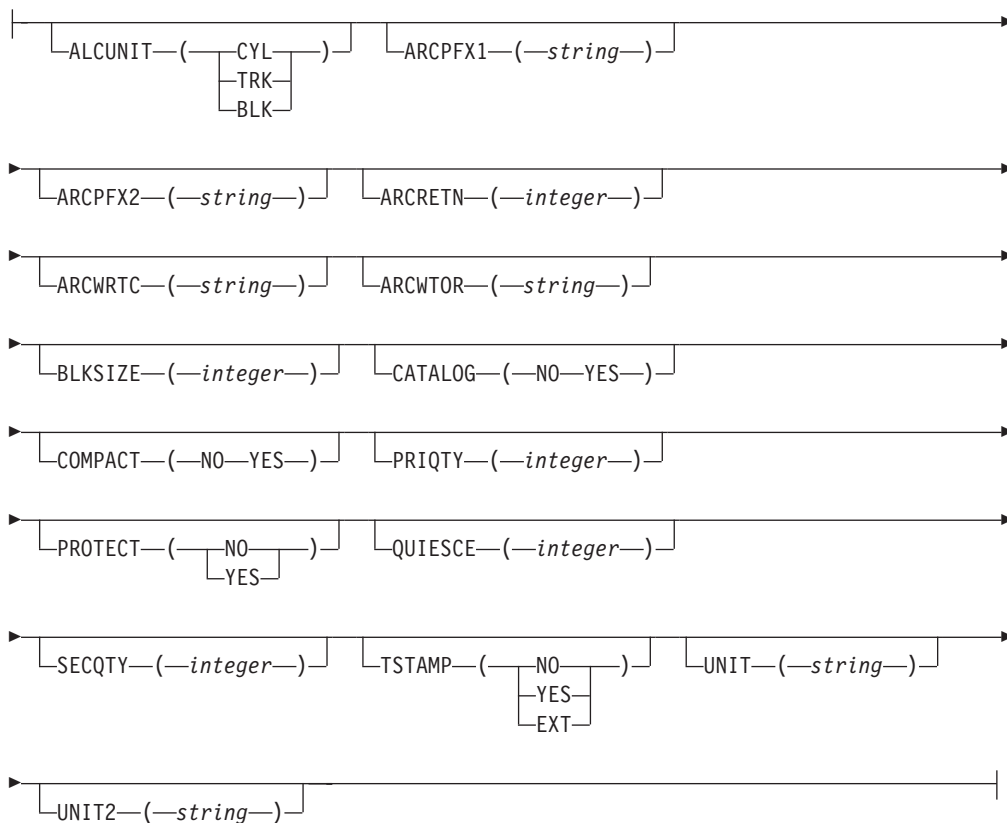 ALCUNIT ( CYL ) ARCPFX1 ( string )
TRK
BLK
ARCPFX2 ( string ) ARCRETN ( integer )
ARCWRTC ( string ) ARCWTOR ( string )
BLKSIZE ( integer ) CATALOG ( NO YES )
COMPACT ( NO YES ) PRIQTY ( integer )
PROTECT ( NO ) QUIESCE ( integer )
YES
SECQTY ( integer ) TSTAMP ( NO ) UNIT ( string )
YES
EXT
UNIT2 ( string )